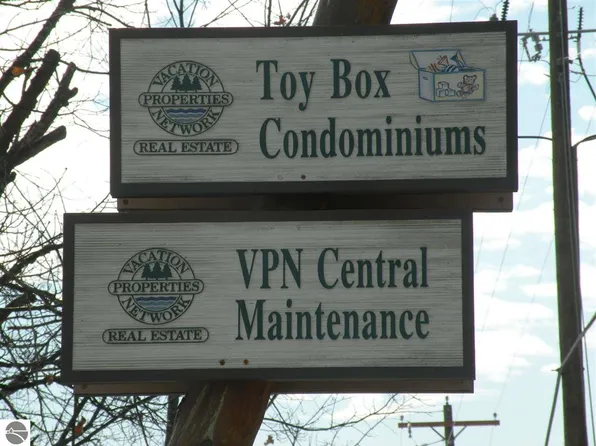 VACATION
PROPERTIES
NETWORK
REAL ESTATE
Toy Box
Condominiums
VACATION
PROPERTIES
NETWORK
REAL ESTATE
VPN Central
Maintenance